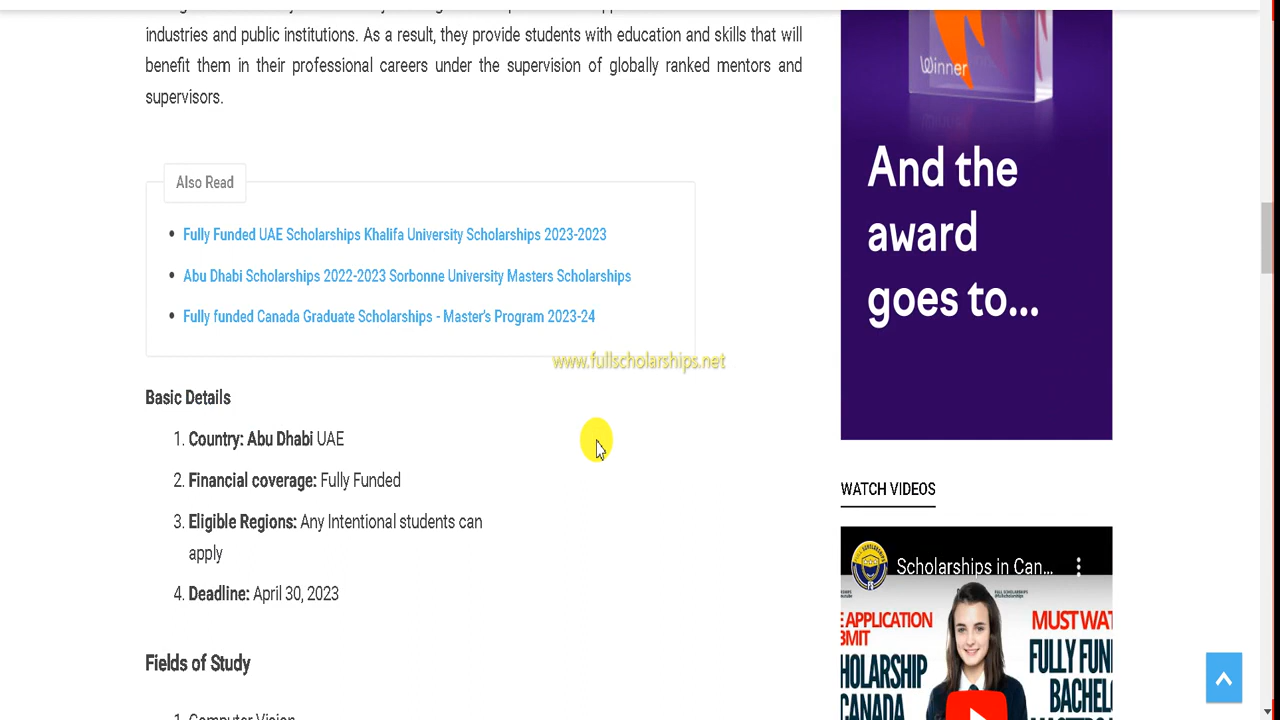 industries and public institutions. As a result, they provide students with education and skills that will
benefit them in their professional careers under the supervision of globally ranked mentors and
supervisors.
Also Read
• Fully Funded UAE Scholarships Khalifa University Scholarships 2023-2023
• Abu Dhabi Scholarships 2022-2023 Sorbonne University Masters Scholarships
• Fully funded Canada Graduate Scholarships - Master's Program 2023-24
www.fullscholarships.net
Basic Details
1. Country: Abu Dhabi UAE
2. Financial coverage: Fully Funded
3. Eligible Regions: Any Intentional students can
apply
4. Deadline: April 30, 2023
Fields of Study
1. Computer Vision
Winner
And the
award
goes to...
WATCH VIDEOS
Scholarships in Can...
E APPLICATION
MUST WAT
HOLARSHIP
CANADA
FULLY FUN
BACHEL